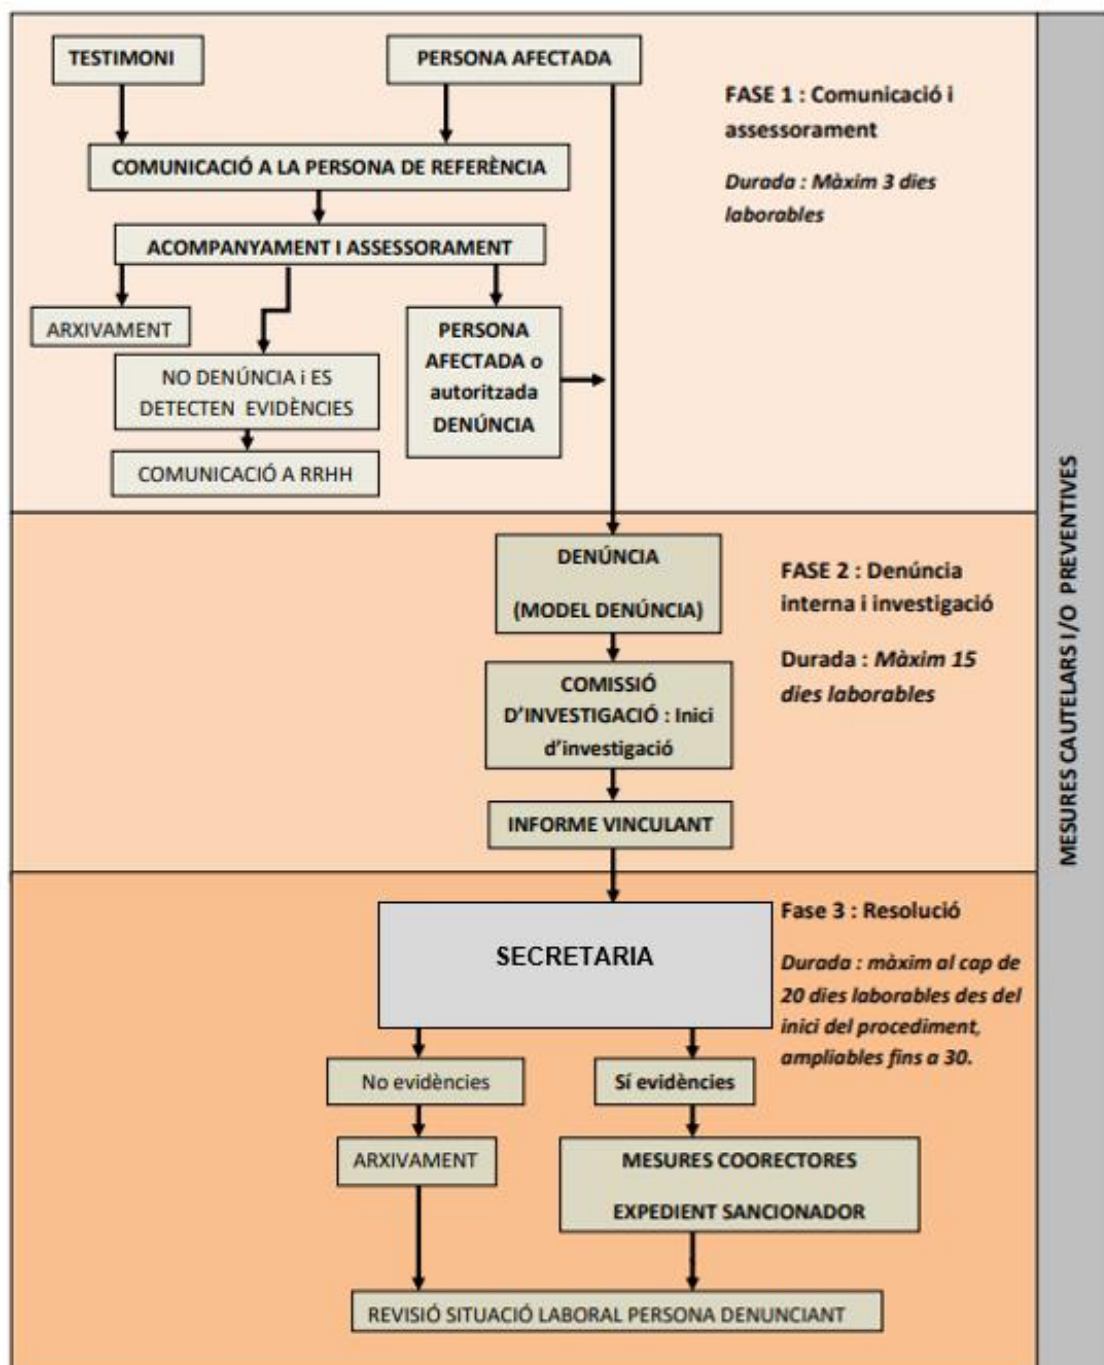 TESTIMONI
PERSONA AFECTADA
FASE 1 : Comunicació i
assessorament
Durada : Màxim 3 dies
laborables
COMUNICACIÓ A LA PERSONA DE REFERÈNCIA
ACOMPANYAMENT I ASSESSORAMENT
ARXIVAMENT
NO DENÚNCIA i ES
DETECTEN EVIDÈNCIES
COMUNICACIÓ A RRHH
PERSONA
AFECTADA o
autoritzada
DENÚNCIA
DENÚNCIA
(MODEL DENÚNCIA)
FASE 2 : Denúncia
interna i investigació
Durada : Màxim 15
dies laborables
COMISSIÓ
D'INVESTIGACIÓ : Inici
d'investigació
INFORME VINCULANT
SECRETARIA
Fase 3 : Resolució
Durada : màxim al cap de
20 dies laborables des del
inici del procediment,
ampliables fins a 30.
No evidències
Sí evidències
ARXIVAMENT
MESURES COORECTORES
EXPEDIENT SANCIONADOR
REVISIÓ SITUACIÓ LABORAL PERSONA DENUNCIANT
MESURES CAUTELARS I/O PREVENTIVES